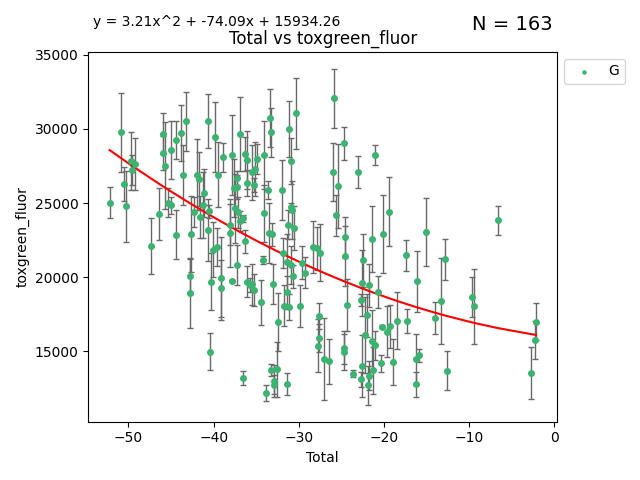 y = 3.21x^2 + -74.09x + 15934.26
N = 163
Total vs toxgreen_fluor
G
35000
30000
25000
20000
15000
toxgreen_fluor
−50 −40 −30 −20 −10 0
Total